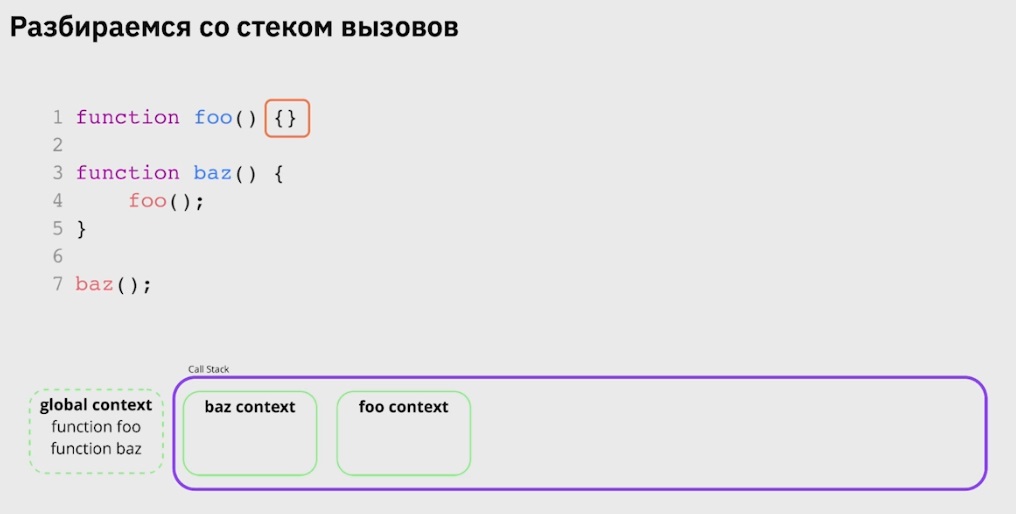 Разбираемся со стеком вызовов
1 function foo() {}
2
3 function baz() {
4     foo();
5 }
6
7 baz();
Call Stack
global context
function foo
function baz
baz context
foo context